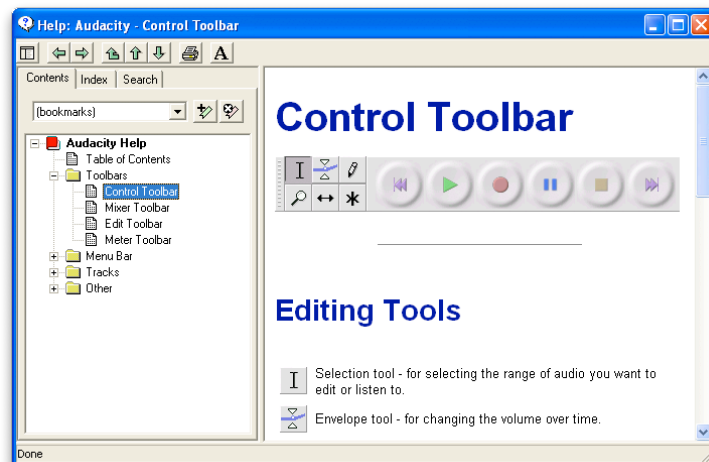 Help: Audacity - Control Toolbar
A
Contents Index Search
(bookmarks)
Audacity Help
Table of Contents
Toolbars
Control Toolbar
Mixer Toolbar
Edit Toolbar
Meter Toolbar
Menu Bar
Tracks
Other
Control Toolbar
Editing Tools
Selection tool - for selecting the range of audio you want to
edit or listen to.
Envelope tool - for changing the volume over time.
Done